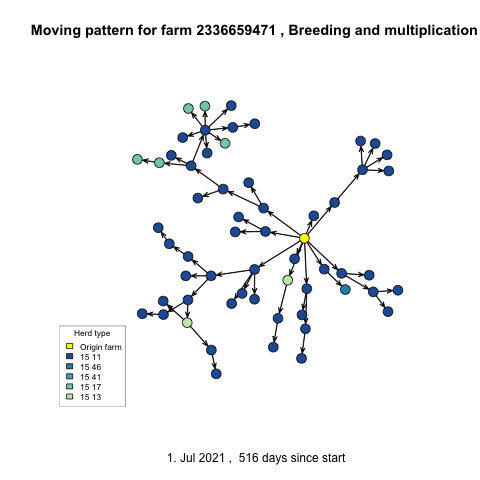 Moving pattern for farm 2336659471 , Breeding and multiplication
Herd type
Origin farm
15 11
15 46
15 41
15 17
15 13
1. Jul 2021 , 516 days since start